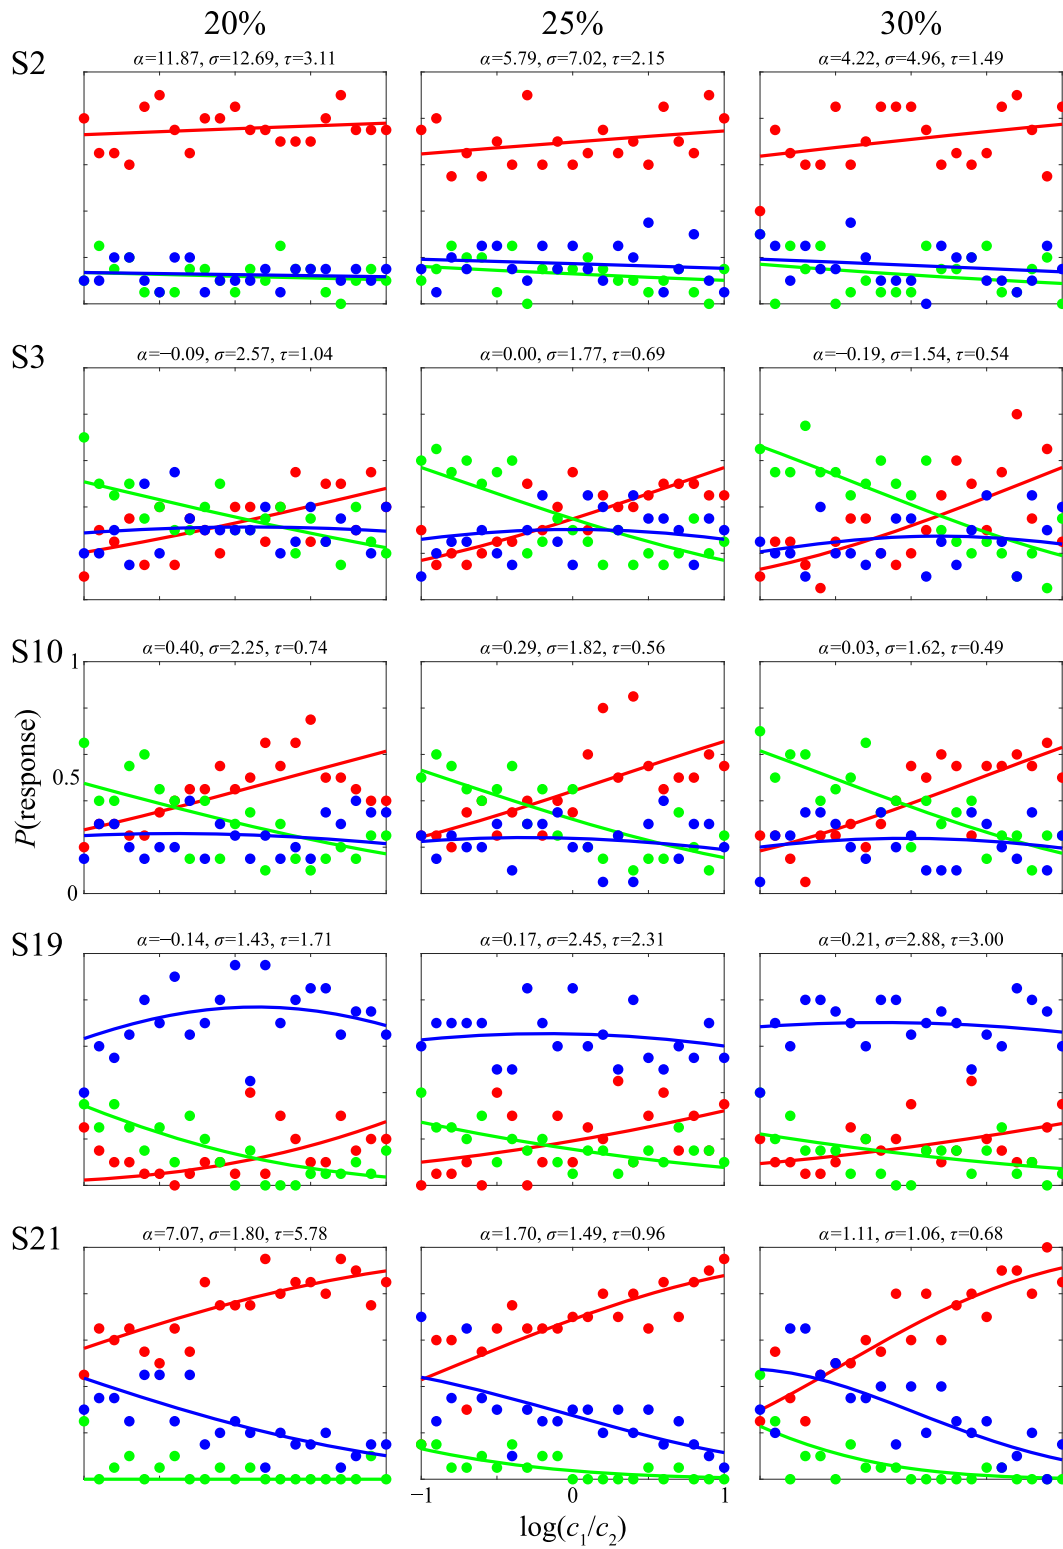 20% 25% 30%
S2
α=11.87, σ=12.69, τ=3.11 α=5.79, σ=7.02, τ=2.15 α=4.22, σ=4.96, τ=1.49
S3
α=−0.09, σ=2.57, τ=1.04 α=0.00, σ=1.77, τ=0.69 α=−0.19, σ=1.54, τ=0.54
S10
α=0.40, σ=2.25, τ=0.74 α=0.29, σ=1.82, τ=0.56 α=0.03, σ=1.62, τ=0.49
1
0.5
0
P(response)
S19
α=−0.14, σ=1.43, τ=1.71 α=0.17, σ=2.45, τ=2.31 α=0.21, σ=2.88, τ=3.00
S21
α=7.07, σ=1.80, τ=5.78 α=1.70, σ=1.49, τ=0.96 α=1.11, σ=1.06, τ=0.68
−1 0 1
log(c₁/c₂)